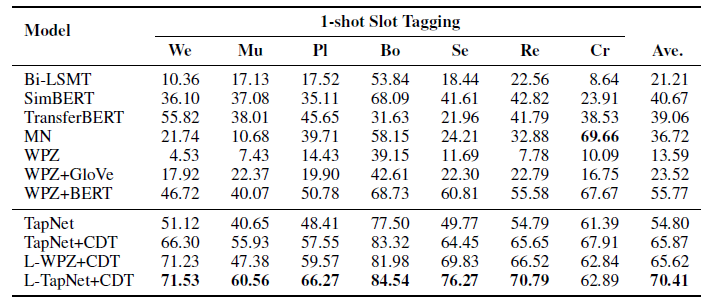 Model 1-shot Slot Tagging
We Mu Pl Bo Se Re Cr Ave.
Bi-LSMT 10.36 17.13 17.52 53.84 18.44 22.56 8.64 21.21
SimBERT 36.10 37.08 35.11 68.09 41.61 42.82 23.91 40.67
TransferBERT 55.82 38.01 45.65 31.63 21.96 41.79 38.53 39.06
MN 21.74 10.68 39.71 58.15 24.21 32.88 69.66 36.72
WPZ 4.53 7.43 14.43 39.15 11.69 7.78 10.09 13.59
WPZ+GloVe 17.92 22.37 19.90 42.61 22.30 22.79 16.75 23.52
WPZ+BERT 46.72 40.07 50.78 68.73 60.81 55.58 67.67 55.77
TapNet 51.12 40.65 48.41 77.50 49.77 54.79 61.39 54.80
TapNet+CDT 66.30 55.93 57.55 83.32 64.45 65.65 67.91 65.87
L-WPZ+CDT 71.23 47.38 59.57 81.98 69.83 66.52 62.84 65.62
L-TapNet+CDT 71.53 60.56 66.27 84.54 76.27 70.79 62.89 70.41